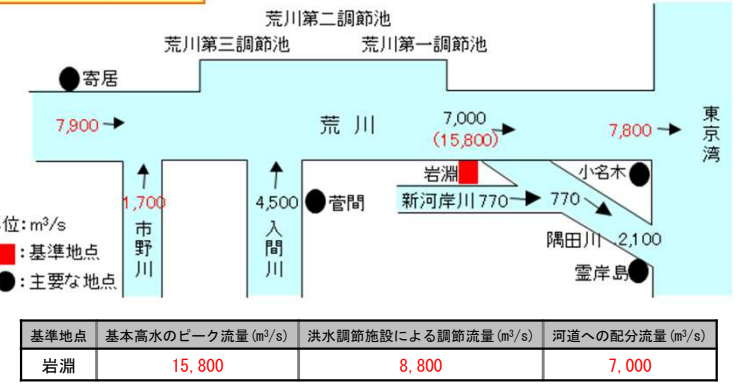 荒川第二調節池
荒川第三調節池 荒川第一調節池
寄居
7,900
荒川
7,000
(15,800)
7,800
東京湾
岩淵
小名木
1,700
4,500
菅間
新河岸川 770
770
位:m³/s
市野川
入間川
隅田川
2,100
:基準地点
:主要な地点
霊岸島
基準地点 基本高水のピーク流量(m³/s) 洪水調節施設による調節流量(m³/s) 河道への配分流量(m³/s)
岩淵 15,800 8,800 7,000